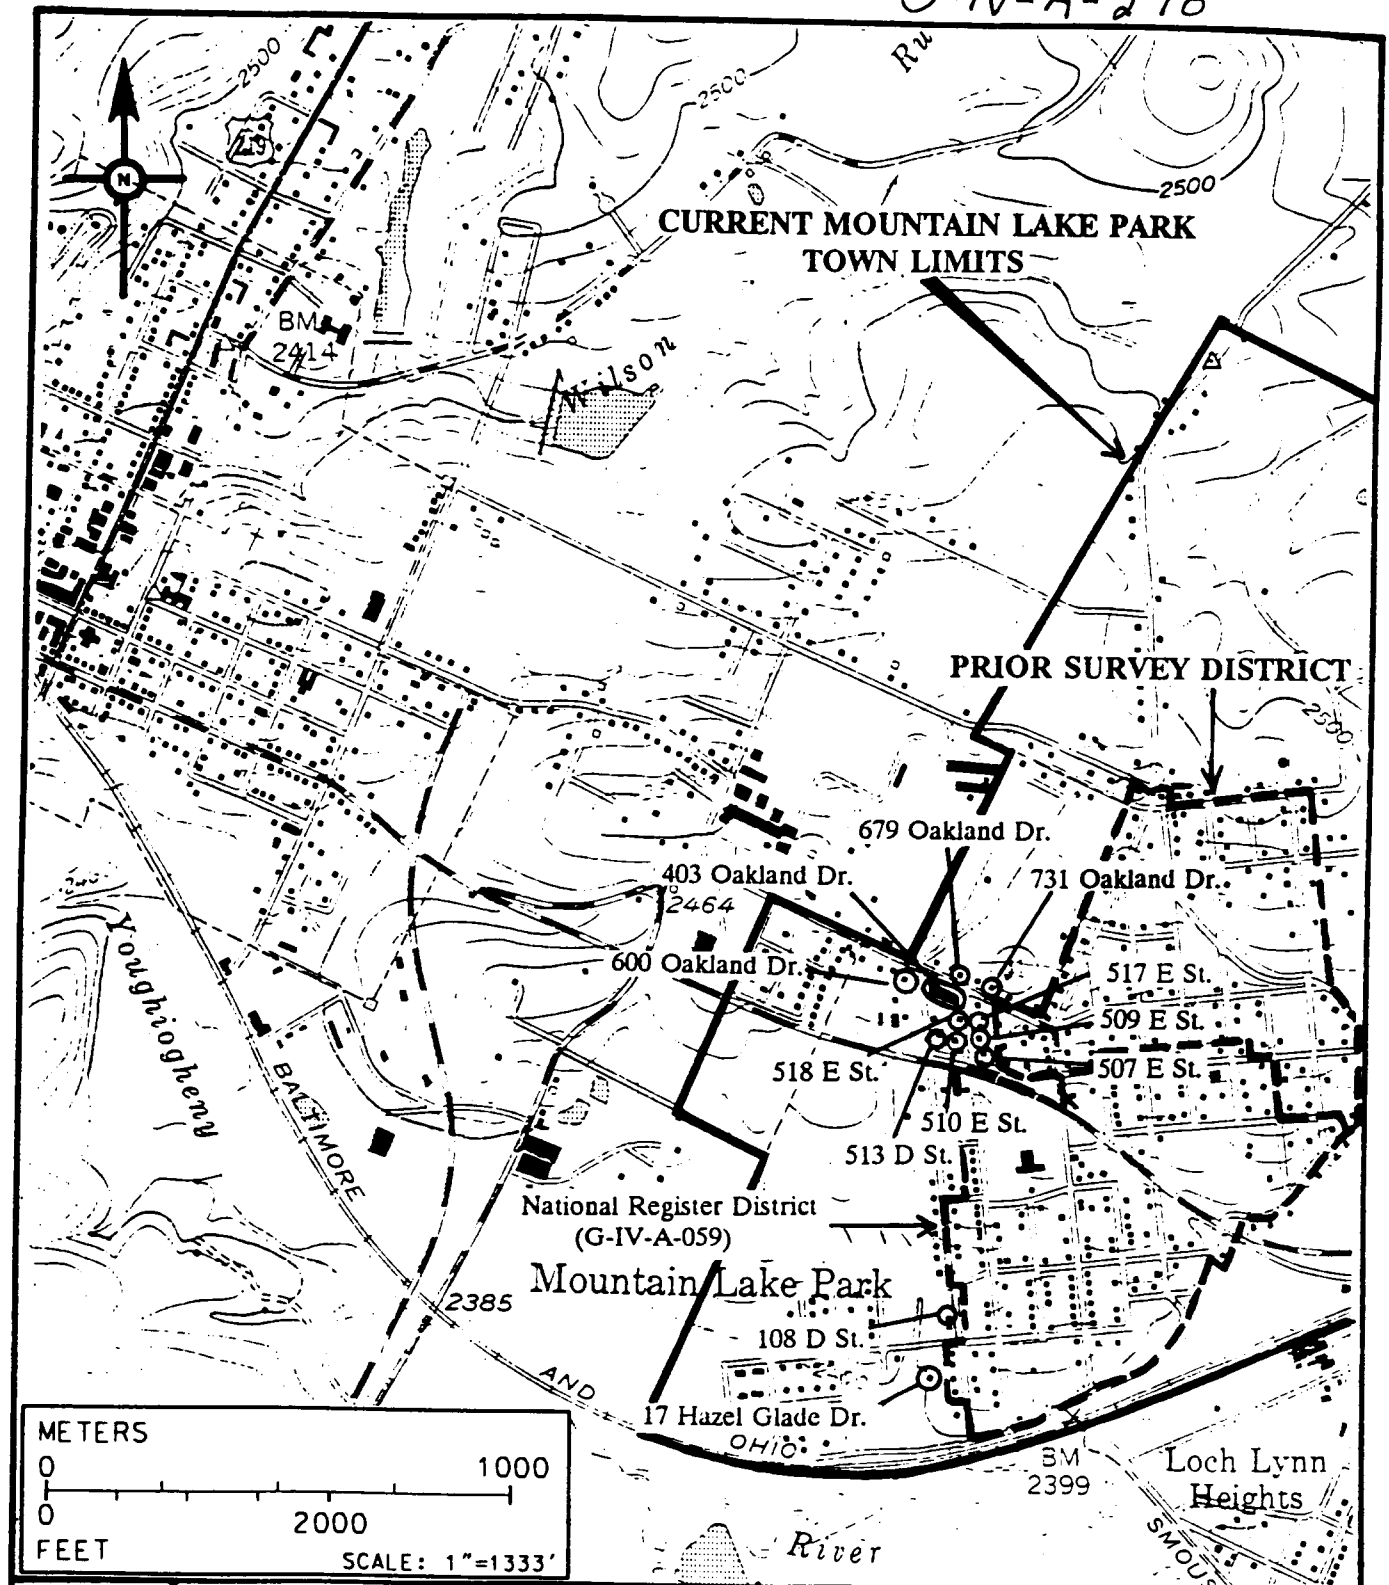 Ru
2500
2500
219
N
2500
CURRENT MOUNTAIN LAKE PARK
TOWN LIMITS
BM
2414
Wilson
PRIOR SURVEY DISTRICT
2500
679 Oakland Dr.
403 Oakland Dr.
731 Oakland Dr.
2464
600 Oakland Dr.
517 E St.
509 E St.
518 E St.
507 E St.
510 E St.
513 D St.
Youghiogheny
BALTIMORE
National Register District
(G-IV-A-059)
Mountain Lake Park
2385
108 D St.
AND
17 Hazel Glade Dr.
OHIO
BM
2399
Loch Lynn
Heights
METERS
0 1000
0 2000
FEET
SCALE: 1"=1333'
River
SMOUS